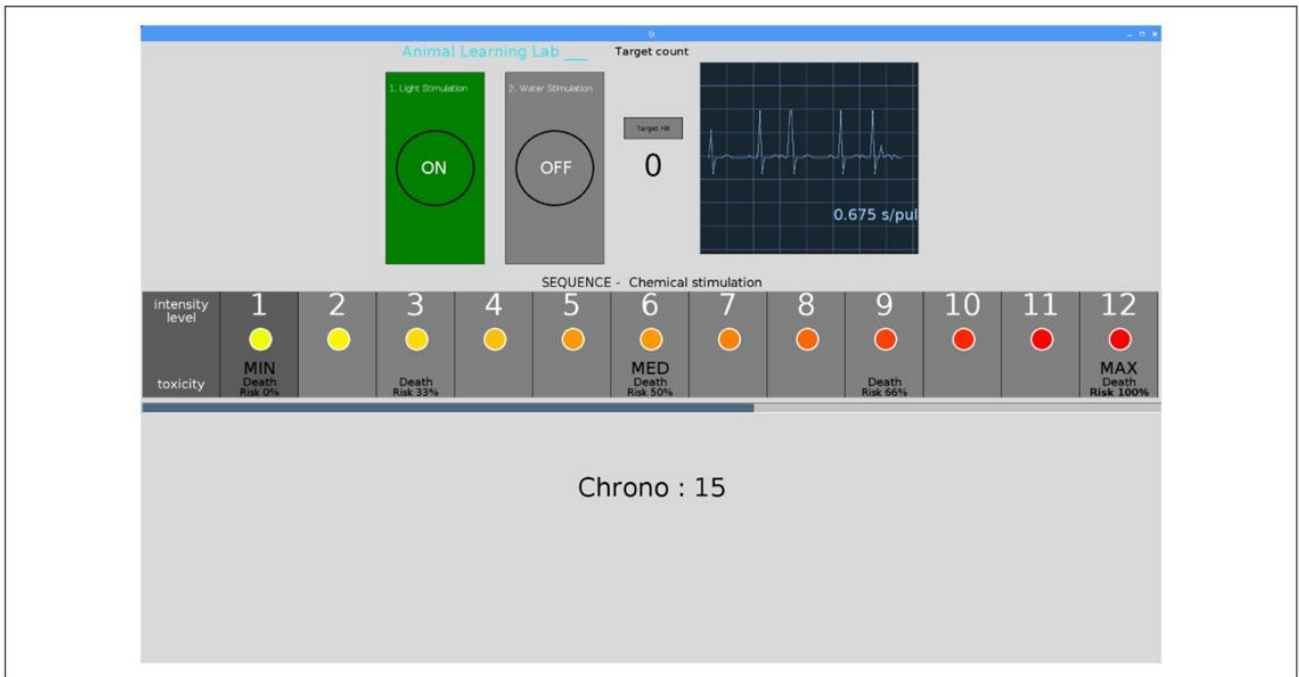 tk
Animal Learning Lab ___
Target count
1. Light Stimulation
2. Water Stimulation
ON
OFF
Target Hit
0
0.675 s/pul
SEQUENCE - Chemical stimulation
intensity level
1 2 3 4 5 6 7 8 9 10 11 12
toxicity
MIN Death Risk 0%
Death Risk 33%
MED Death Risk 50%
Death Risk 66%
MAX Death Risk 100%
Chrono : 15